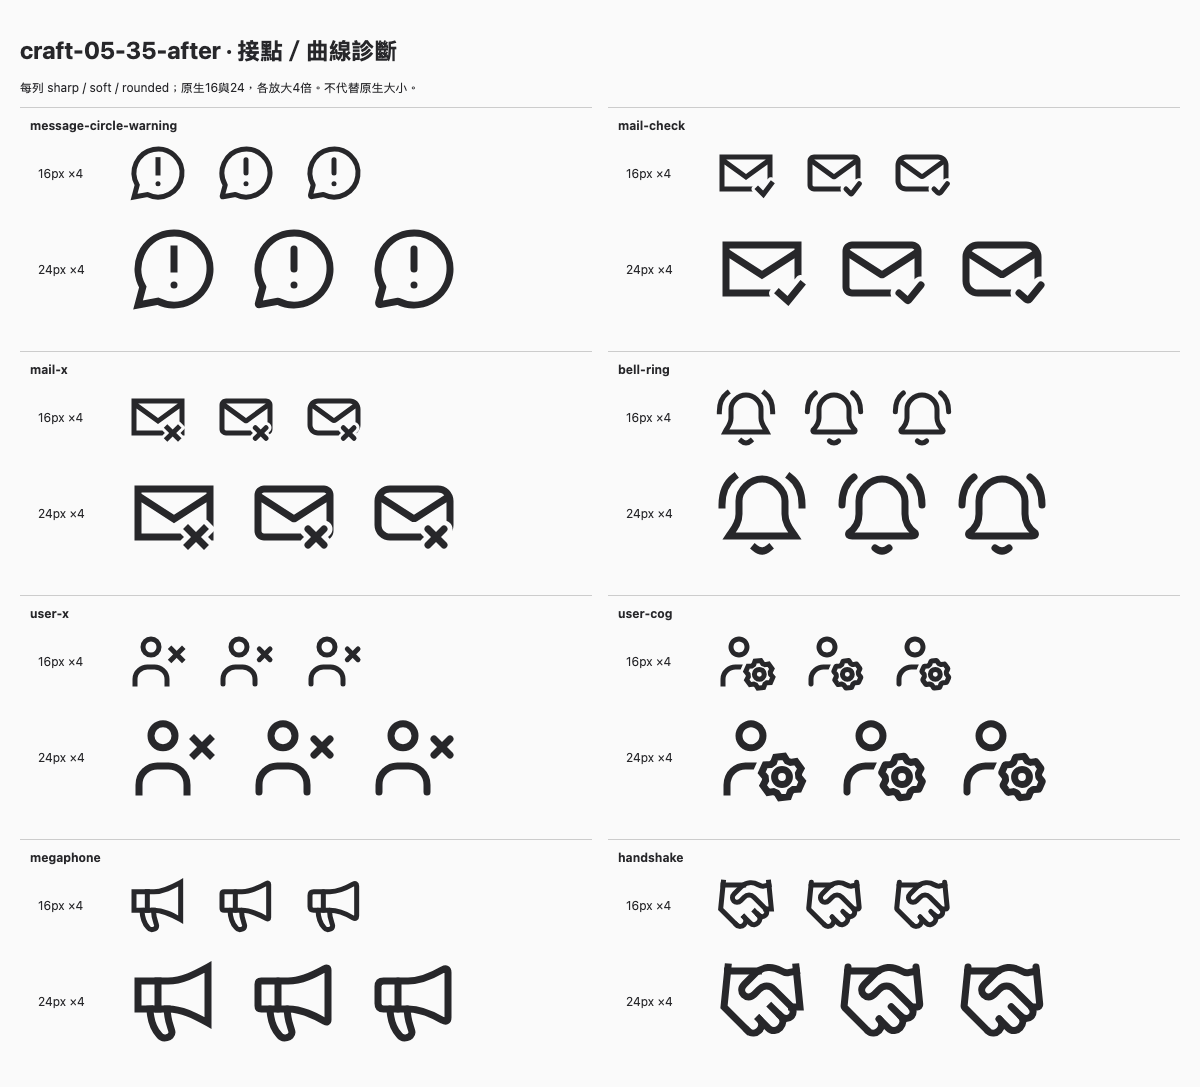 craft-05-35-after · 接點 / 曲線診斷
每列 sharp / soft / rounded；原生16與24，各放大4倍。不代替原生大小。
message-circle-warning
16px ×4
24px ×4
mail-check
16px ×4
24px ×4
mail-x
16px ×4
24px ×4
bell-ring
16px ×4
24px ×4
user-x
16px ×4
24px ×4
user-cog
16px ×4
24px ×4
megaphone
16px ×4
24px ×4
handshake
16px ×4
24px ×4